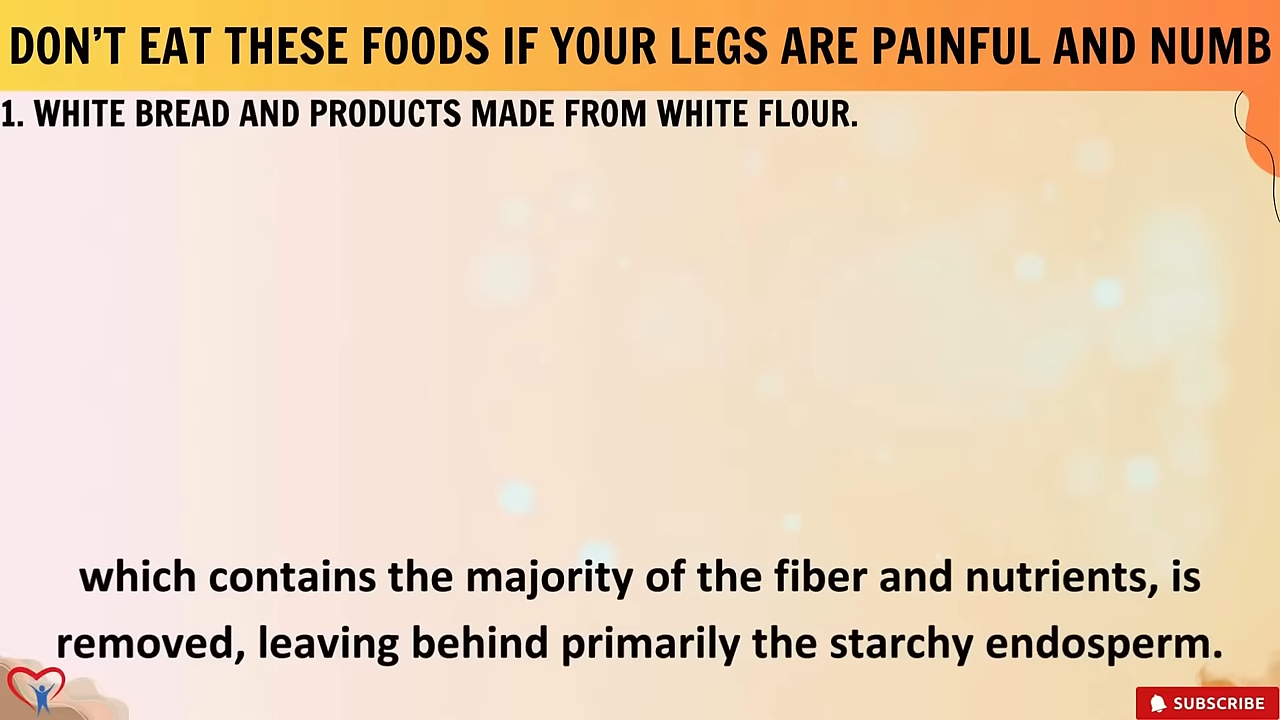 DON’T EAT THESE FOODS IF YOUR LEGS ARE PAINFUL AND NUMB
1. WHITE BREAD AND PRODUCTS MADE FROM WHITE FLOUR.
which contains the majority of the fiber and nutrients, is
removed, leaving behind primarily the starchy endosperm.
SUBSCRIBE